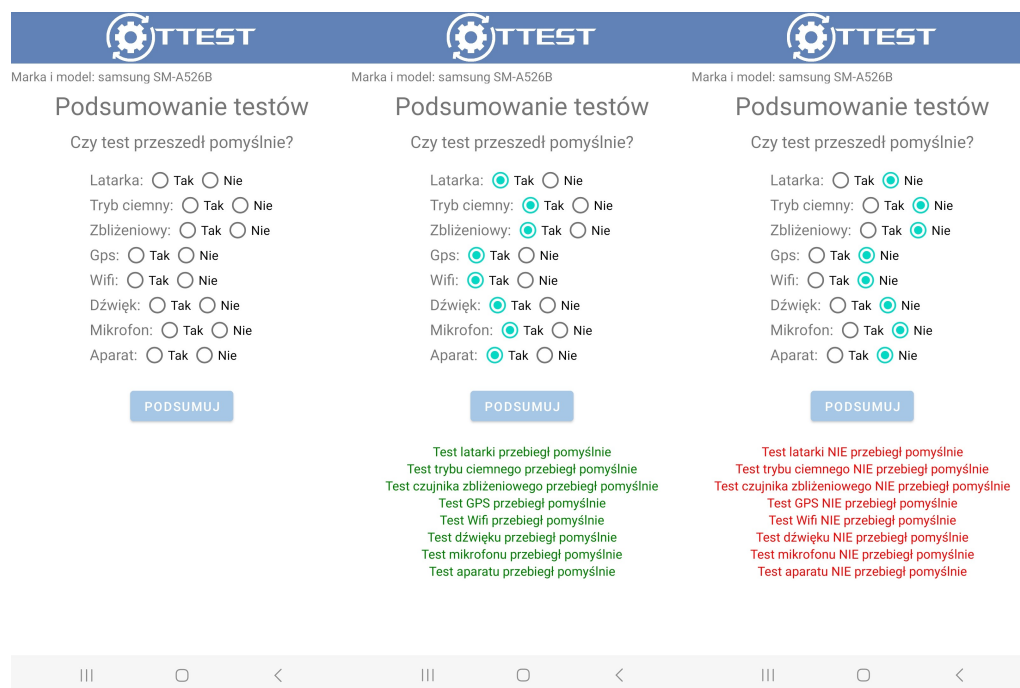 TTEST
Marka i model: samsung SM-A526B
Podsumowanie testów
Czy test przeszedł pomyślnie?
Latarka: Tak Nie
Tryb ciemny: Tak Nie
Zbliżeniowy: Tak Nie
Gps: Tak Nie
Wifi: Tak Nie
Dźwięk: Tak Nie
Mikrofon: Tak Nie
Aparat: Tak Nie
PODSUMUJ
TTEST
Marka i model: samsung SM-A526B
Podsumowanie testów
Czy test przeszedł pomyślnie?
Latarka: Tak Nie
Tryb ciemny: Tak Nie
Zbliżeniowy: Tak Nie
Gps: Tak Nie
Wifi: Tak Nie
Dźwięk: Tak Nie
Mikrofon: Tak Nie
Aparat: Tak Nie
PODSUMUJ
Test latarki przebiegł pomyślnie
Test trybu ciemnego przebiegł pomyślnie
Test czujnika zbliżeniowego przebiegł pomyślnie
Test GPS przebiegł pomyślnie
Test Wifi przebiegł pomyślnie
Test dźwięku przebiegł pomyślnie
Test mikrofonu przebiegł pomyślnie
Test aparatu przebiegł pomyślnie
TTEST
Marka i model: samsung SM-A526B
Podsumowanie testów
Czy test przeszedł pomyślnie?
Latarka: Tak Nie
Tryb ciemny: Tak Nie
Zbliżeniowy: Tak Nie
Gps: Tak Nie
Wifi: Tak Nie
Dźwięk: Tak Nie
Mikrofon: Tak Nie
Aparat: Tak Nie
PODSUMUJ
Test latarki NIE przebiegł pomyślnie
Test trybu ciemnego NIE przebiegł pomyślnie
Test czujnika zbliżeniowego NIE przebiegł pomyślnie
Test GPS NIE przebiegł pomyślnie
Test Wifi NIE przebiegł pomyślnie
Test dźwięku NIE przebiegł pomyślnie
Test mikrofonu NIE przebiegł pomyślnie
Test aparatu NIE przebiegł pomyślnie